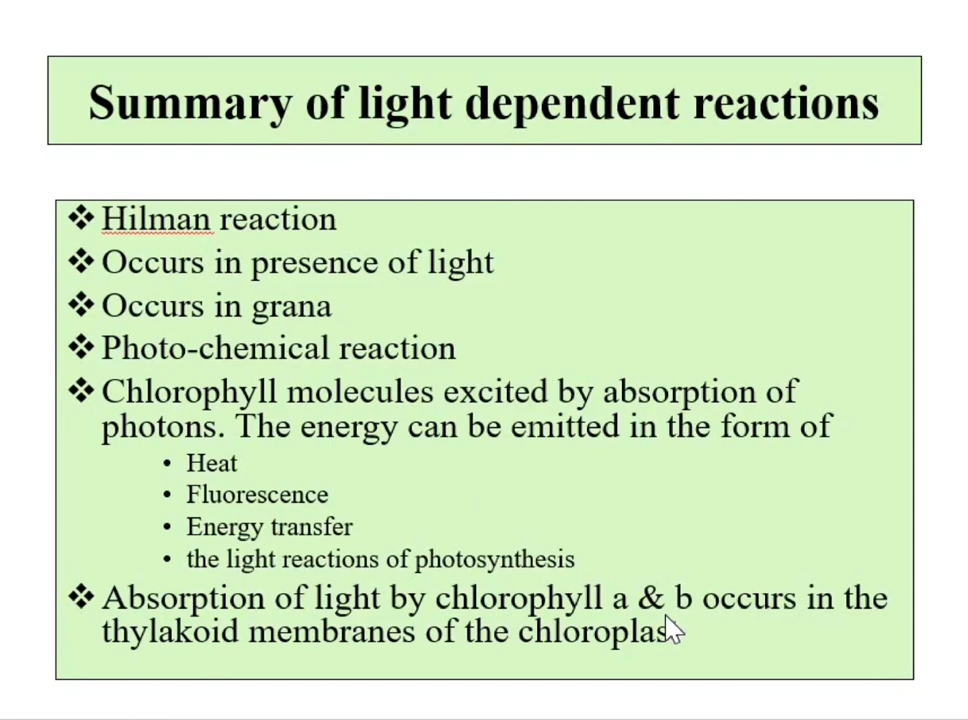 Summary of light dependent reactions
❖ Hilman reaction
❖ Occurs in presence of light
❖ Occurs in grana
❖ Photo-chemical reaction
❖ Chlorophyll molecules excited by absorption of
photons. The energy can be emitted in the form of
• Heat
• Fluorescence
• Energy transfer
• the light reactions of photosynthesis
❖ Absorption of light by chlorophyll a & b occurs in the
thylakoid membranes of the